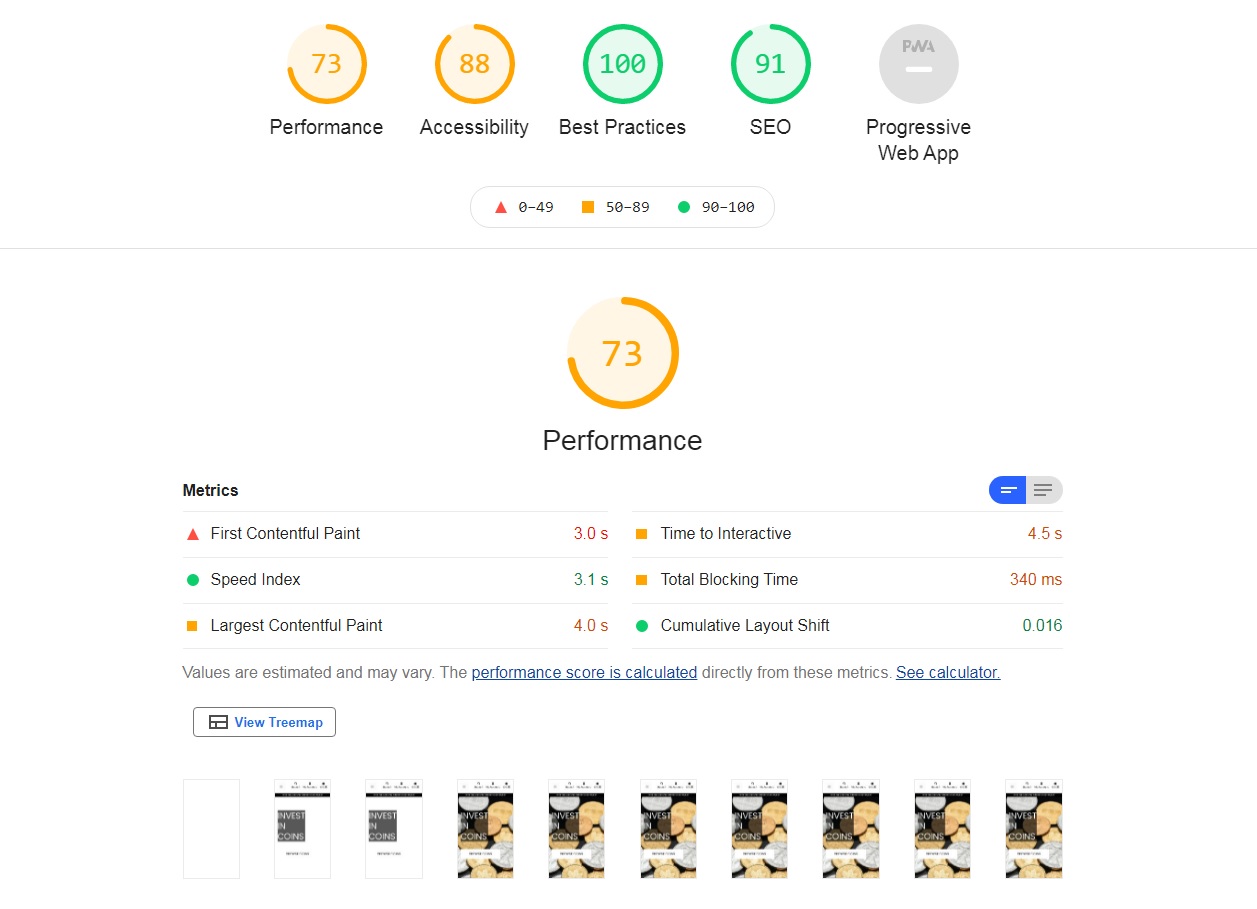 73
88
100
91
PWA
Performance
Accessibility
Best Practices
SEO
Progressive
Web App
0–49
50–89
90–100
73
Performance
Metrics
First Contentful Paint 3.0 s
Time to Interactive 4.5 s
Speed Index 3.1 s
Total Blocking Time 340 ms
Largest Contentful Paint 4.0 s
Cumulative Layout Shift 0.016
Values are estimated and may vary. The performance score is calculated directly from these metrics. See calculator.
View Treemap
INVEST
IN
COINS
INVEST
IN
COINS
INVEST
IN
COINS
INVEST
IN
COINS
INVEST
IN
COINS
INVEST
IN
COINS
INVEST
IN
COINS
INVEST
IN
COINS
INVEST
IN
COINS